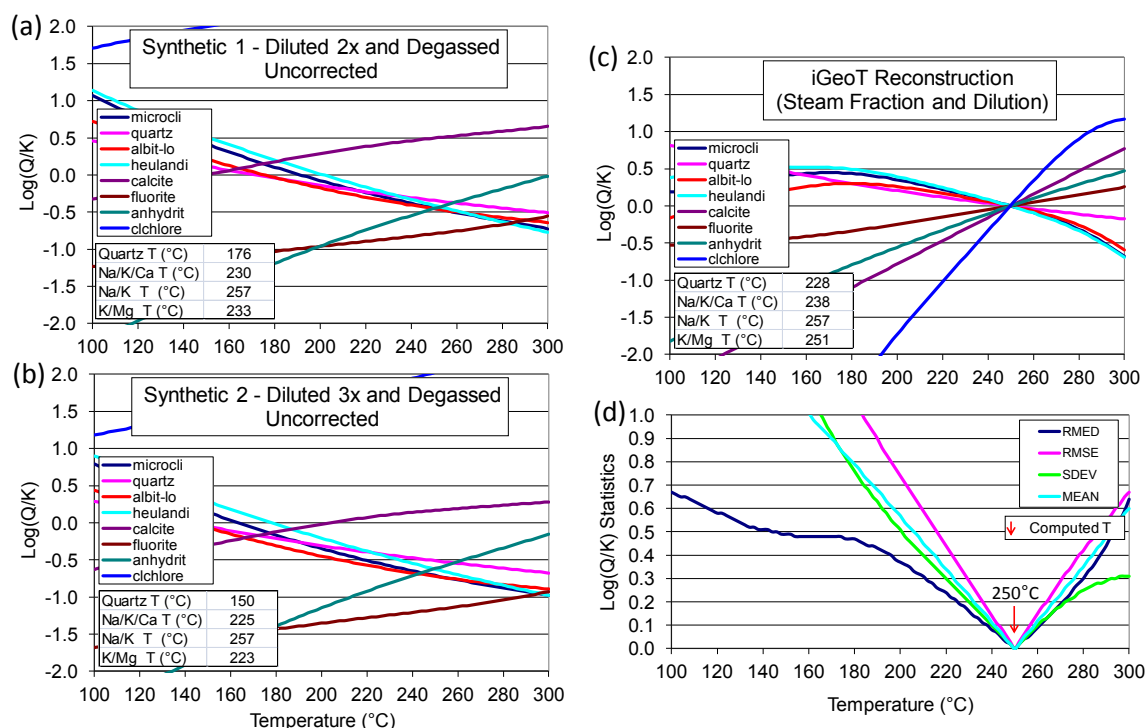 (a)
Synthetic 1 - Diluted 2x and Degassed
Uncorrected
Log(Q/K)
2.0
1.5
1.0
0.5
0.0
-0.5
-1.0
-1.5
-2.0
microcli
quartz
albit-lo
heulandi
calcite
fluorite
anhydrit
clchlore
Quartz T (°C) 176
Na/K/Ca T (°C) 230
Na/K T (°C) 257
K/Mg T (°C) 233
100 120 140 160 180 200 220 240 260 280 300
(b)
Synthetic 2 - Diluted 3x and Degassed
Uncorrected
Log(Q/K)
2.0
1.5
1.0
0.5
0.0
-0.5
-1.0
-1.5
-2.0
microcli
quartz
albit-lo
heulandi
calcite
fluorite
anhydrit
clchlore
Quartz T (°C) 150
Na/K/Ca T (°C) 225
Na/K T (°C) 257
K/Mg T (°C) 223
100 120 140 160 180 200 220 240 260 280 300
Temperature (°C)
(c)
iGeoT Reconstruction
(Steam Fraction and Dilution)
Log(Q/K)
2.0
1.5
1.0
0.5
0.0
-0.5
-1.0
-1.5
-2.0
microcli
quartz
albit-lo
heulandi
calcite
fluorite
anhydrit
clchlore
Quartz T (°C) 228
Na/K/Ca T (°C) 238
Na/K T (°C) 257
K/Mg T (°C) 251
100 120 140 160 180 200 220 240 260 280 300
(d)
Log(Q/K) Statistics
1.0
0.9
0.8
0.7
0.6
0.5
0.4
0.3
0.2
0.1
0.0
RMED
RMSE
SDEV
MEAN
Computed T
250°C
100 120 140 160 180 200 220 240 260 280 300
Temperature (°C)